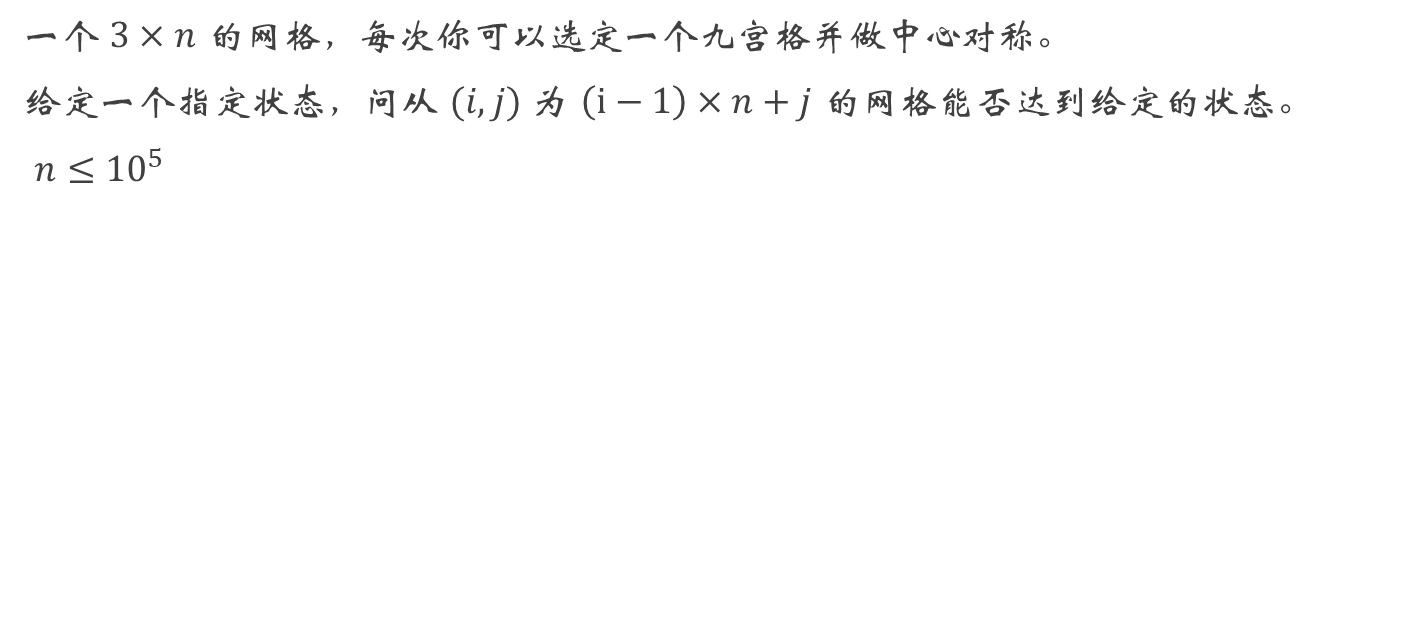 一个 3 × n 的网格，每次你可以选定一个九宫格并做中心对称。
给定一个指定状态，问从 (i, j) 为 (i − 1) × n + j 的网格能否达到给定的状态。
n ≤ 10⁵